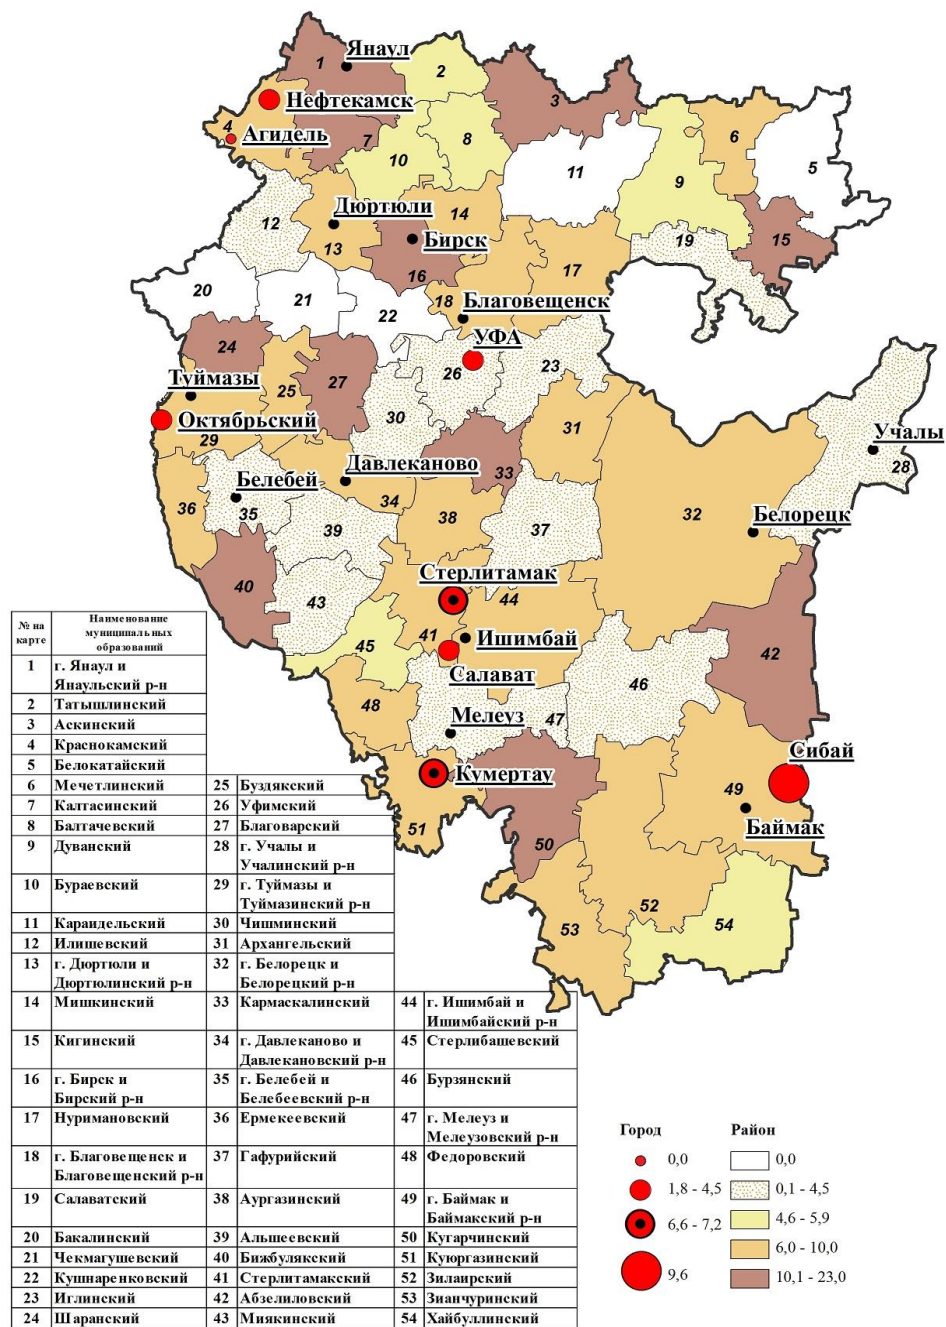 Янаул
1
2
3
Нефтекамск
4
Агидель
7
8
6
5
10
11
9
12
Дюртюли
14
13
Бирск
19
15
16
17
20
21
18
Благовещенск
22
УФА
24
26
23
Туймазы
25
27
30
Октябрьский
29
31
Учалы
28
Давлеканово
33
Белебей
34
36
35
38
32
39
37
Белорецк
Стерлитамак
40
44
43
41
Ишимбай
45
42
Салават
46
48
Мелеуз
47
Сибай
Кумертау
49
Баймак
51
50
52
53
54
№ на карте
Наименование
муниципальных
образований
1 г. Янаул и
Янаульский р-н
2 Татышлинский
3 Аскинский
4 Краснокамский
5 Белокатайский
6 Мечетлинский 25 Буздякский
7 Калтасинский 26 Уфимский
8 Балтачевский 27 Благоварский
9 Дуванский 28 г. Учалы и
Учалинский р-н
10 Бураевский 29 г. Туймазы и
Туймазинский р-н
11 Караидельский 30 Чишминский
12 Илишевский 31 Архангельский
13 г. Дюртюли и 32 г. Белорецк и
Дюртюлинский р-н Белорецкий р-н
14 Мишкинский 33 Кармаскалинский 44 г. Ишимбай и
Ишимбайский р-н
15 Кигинский 34 г. Давлеканово и 45 Стерлибашевский
Давлекановский р-н
16 г. Бирск и 35 г. Белебей и 46 Бурзянский
Бирский р-н Белебеевский р-н
17 Нуримановский 36 Ермекеевский 47 г. Мелеуз и
Мелеузовский р-н
18 г. Благовещенск и 37 Гафурийский 48 Федоровский
Благовещенский р-н
19 Салаватский 38 Аургазинский 49 г. Баймак и
Баймакский р-н
20 Бакалинский 39 Альшеевский 50 Кугарчинский
21 Чекмагушевский 40 Бижбулякский 51 Куюргазинский
22 Кушнаренковский 41 Стерлитамакский 52 Зилаирский
23 Иглинский 42 Абзелиловский 53 Зианчуринский
24 Шаранский 43 Миякинский 54 Хайбуллинский
Город Район
0,0 0,0
1,8 - 4,5 0,1 - 4,5
6,6 - 7,2 4,6 - 5,9
6,0 - 10,0
9,6 10,1 - 23,0